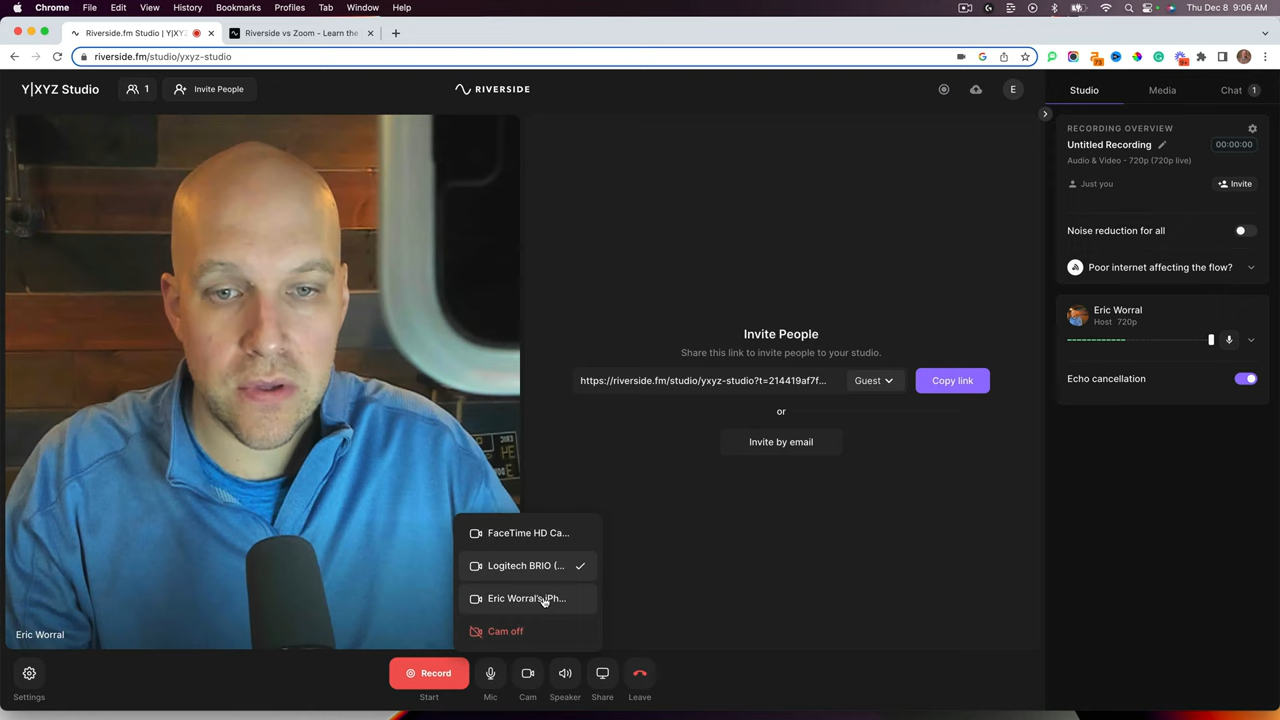 Chrome File Edit View History Bookmarks Profiles Tab Window Help Thu Dec 8 9:06 AM
Riverside.fm Studio | Y|XYZ
Riverside vs Zoom - Learn the
riverside.fm/studio/yxyz-studio
73
9+
Y|XYZ Studio
1
Invite People
RIVERSIDE
E
Studio
Media
Chat 1
RECORDING OVERVIEW
Untitled Recording
00:00:00
Audio & Video - 720p (720p live)
Just you
Invite
Noise reduction for all
Poor internet affecting the flow?
Eric Worral
Host 720p
Echo cancellation
Invite People
Share this link to invite people to your studio.
https://riverside.fm/studio/yxyz-studio?t=214419af7f...
Guest
Copy link
or
Invite by email
FaceTime HD Ca...
Logitech BRIO (...
Eric Worral's iPh...
Cam off
Eric Worral
Record
Settings
Start
Mic
Cam
Speaker
Share
Leave